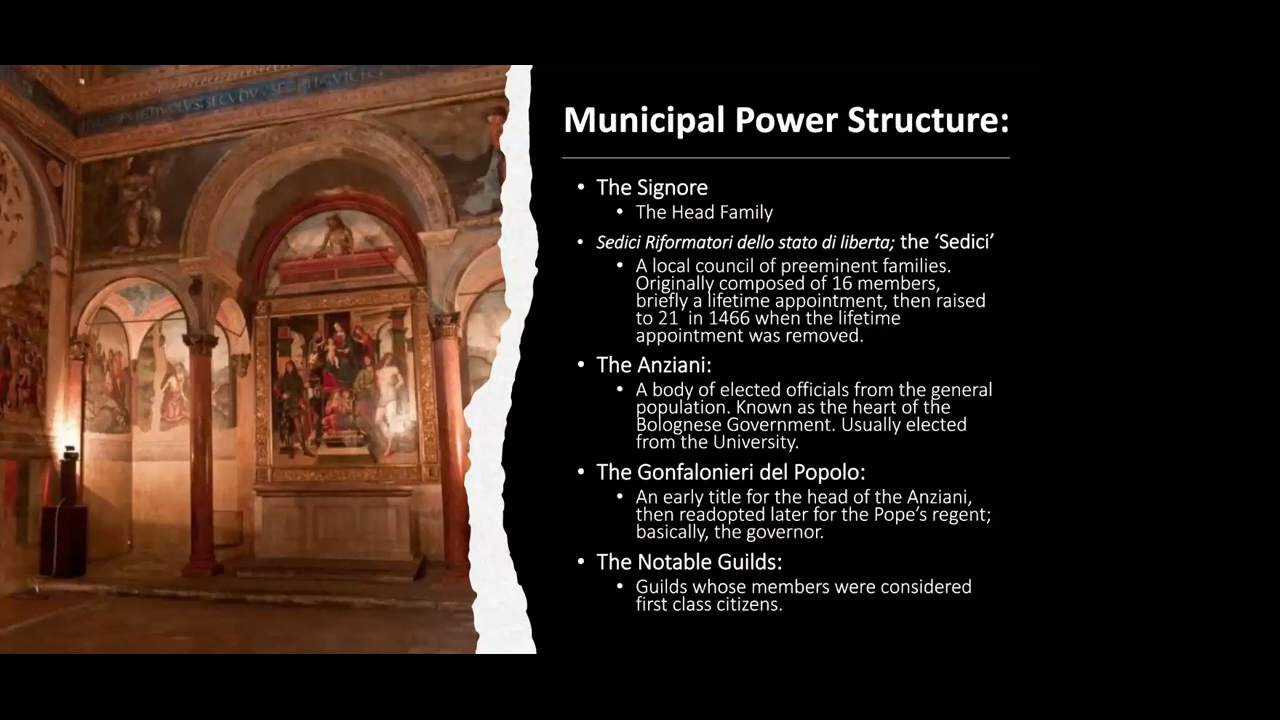 Municipal Power Structure:
• The Signore
• The Head Family
• Sedici Riformatori dello stato di liberta; the ‘Sedici’
• A local council of preeminent families.
Originally composed of 16 members,
briefly a lifetime appointment, then raised
to 21 in 1466 when the lifetime
appointment was removed.
• The Anziani:
• A body of elected officials from the general
population. Known as the heart of the
Bolognese Government. Usually elected
from the University.
• The Gonfalonieri del Popolo:
• An early title for the head of the Anziani,
then readopted later for the Pope’s regent;
basically, the governor.
• The Notable Guilds:
• Guilds whose members were considered
first class citizens.